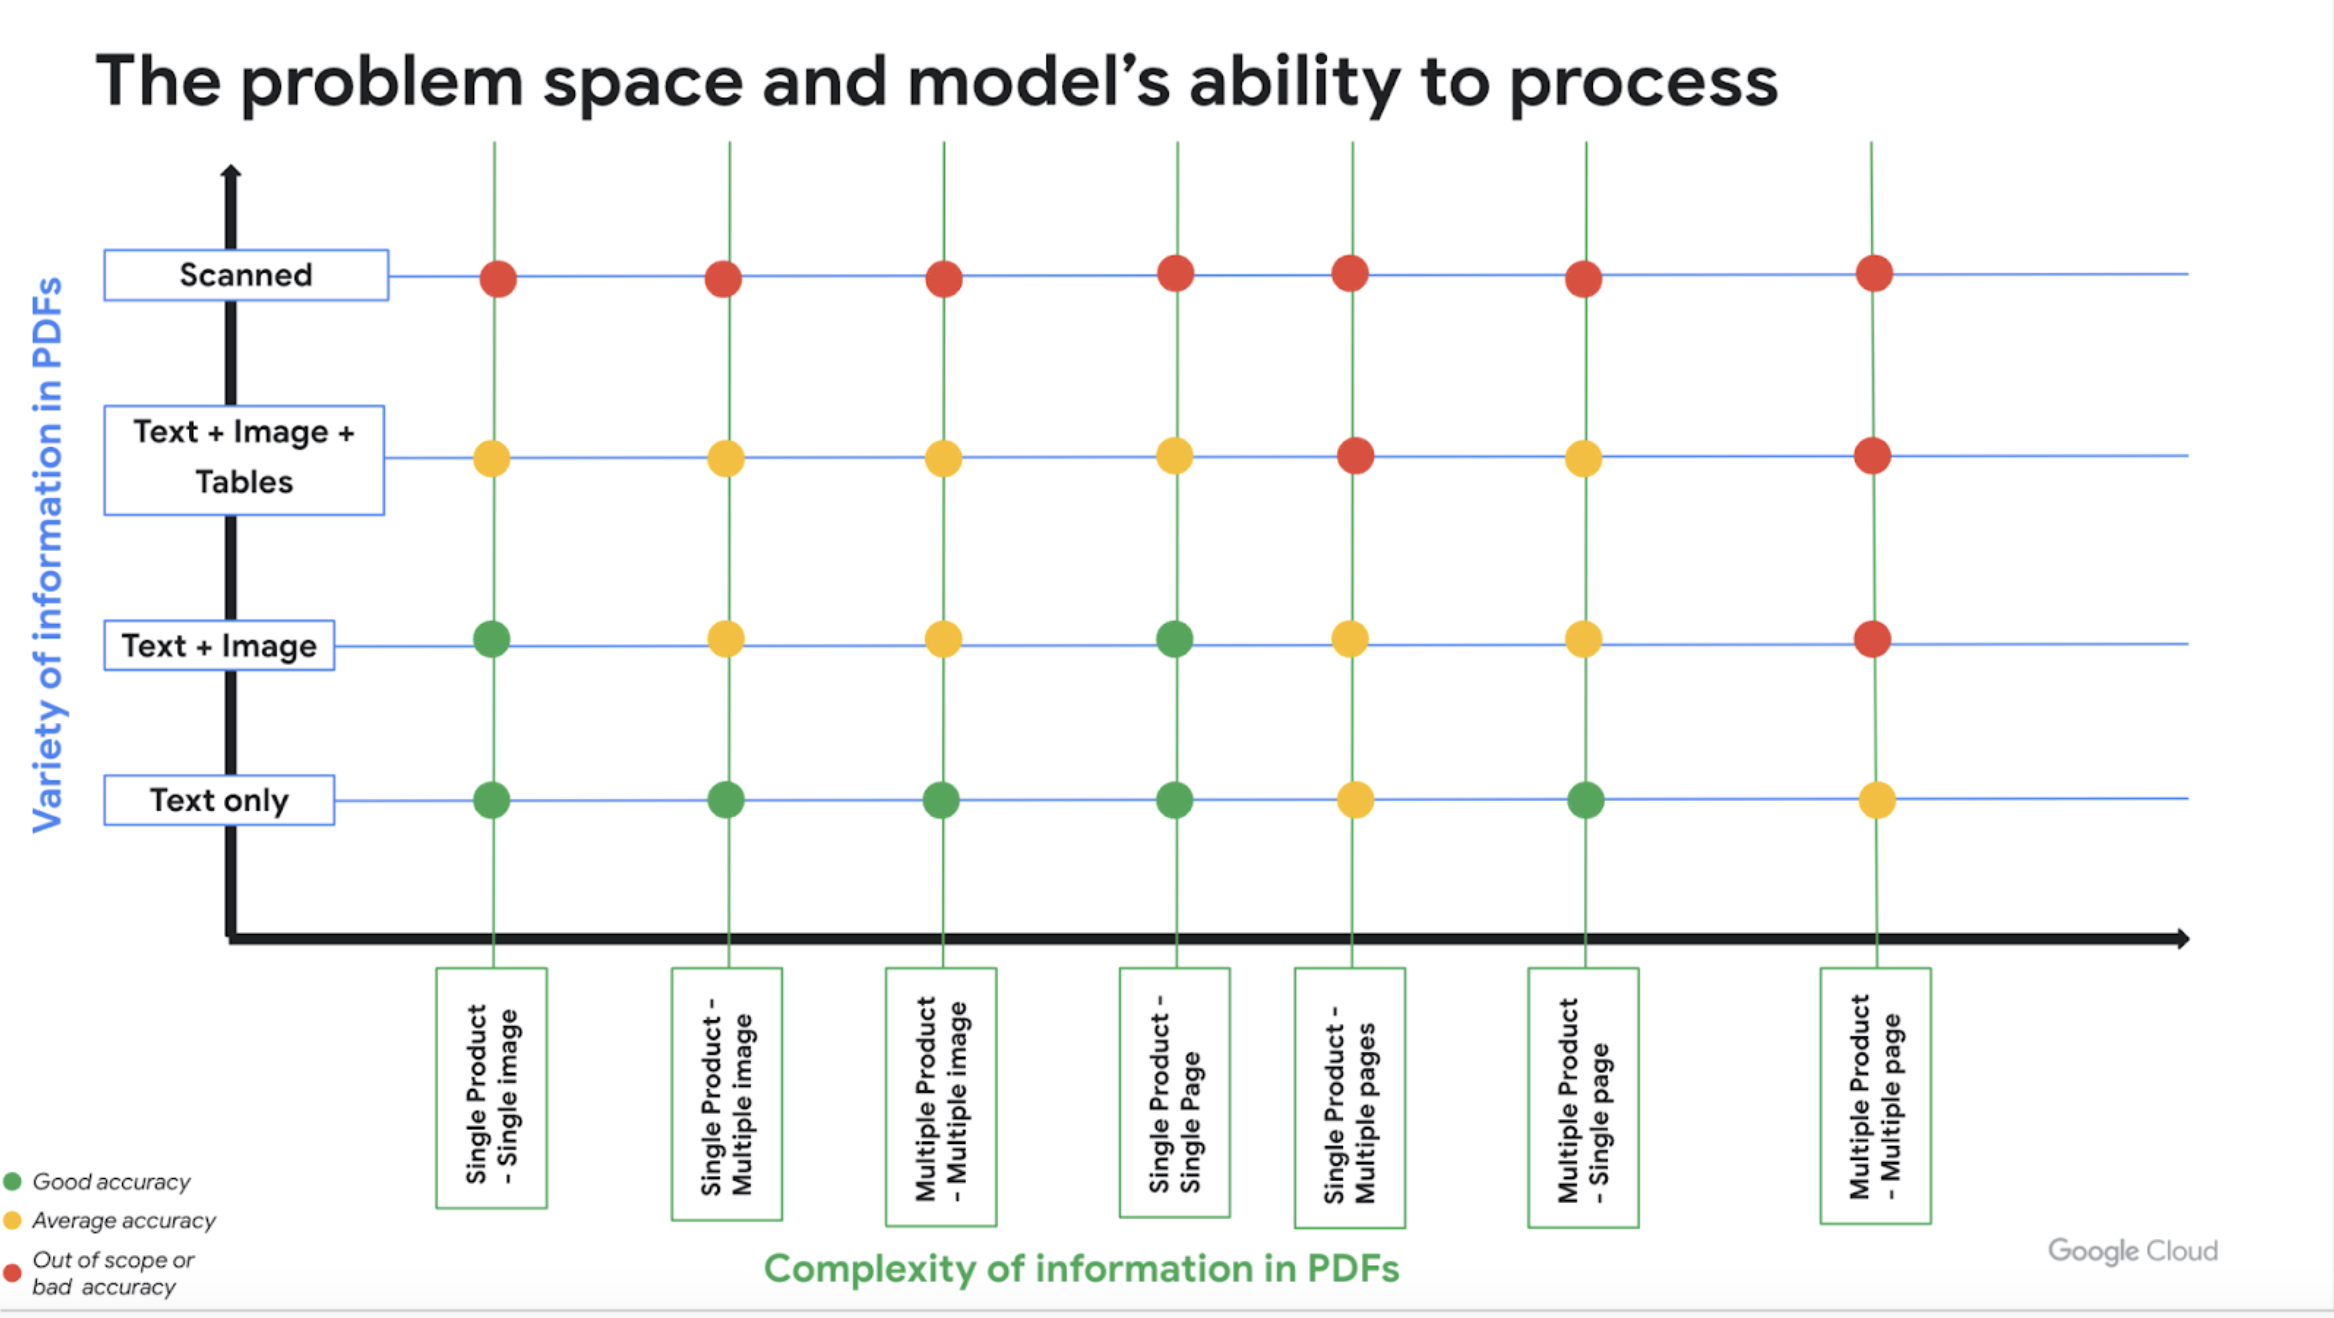 The problem space and model’s ability to process
Variety of information in PDFs
Scanned
Text + Image +
Tables
Text + Image
Text only
Single Product
- Single image
Single Product -
Multiple image
Multiple Product
- Multiple image
Single Product -
Single Page
Single Product -
Multiple pages
Multiple Product
- Single page
Multiple Product
- Multiple page
Complexity of information in PDFs
Good accuracy
Average accuracy
Out of scope or
bad accuracy
Google Cloud